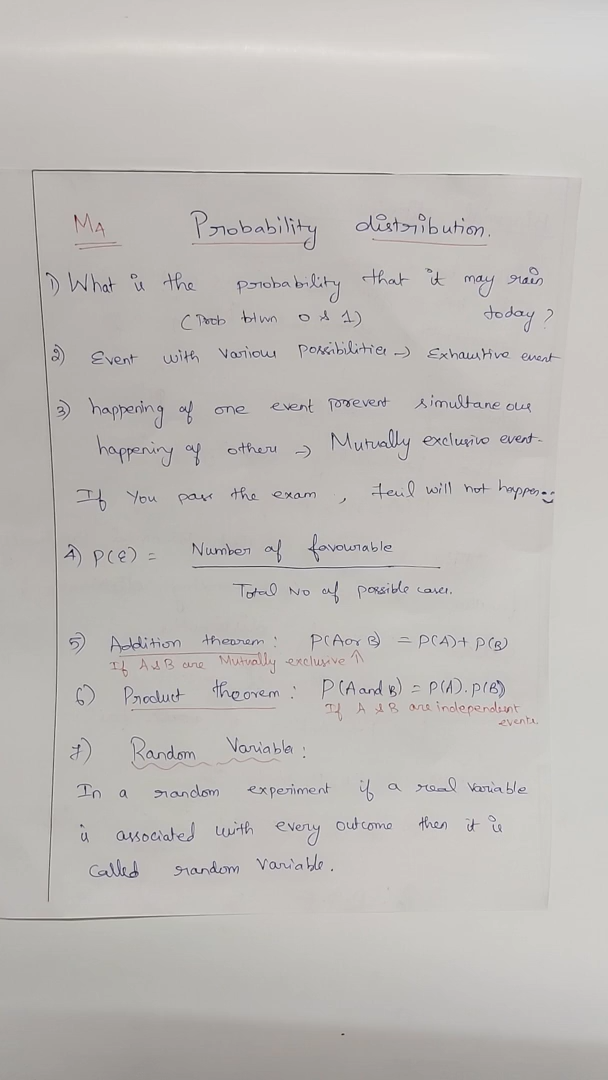 M4 Probability distribution.
1) What is the probability that it may rain
(Prob btwn 0 & 1) today?
2) Event with various possibilities → Exhaustive event
3) happening of one event prevent simultaneous
happening of others → Mutually exclusive event.
If You pass the exam, fail will not happen
4) P(E) = Number of favourable
Total No of possible cases.
5) Addition theorem: P(A or B) = P(A) + P(B)
If A & B are Mutually exclusive ↑
6) Product theorem: P(A and B) = P(A). P(B)
If A & B are independent
events
7) Random Variable:
In a random experiment if a real variable
is associated with every outcome then it is
Called random variable.